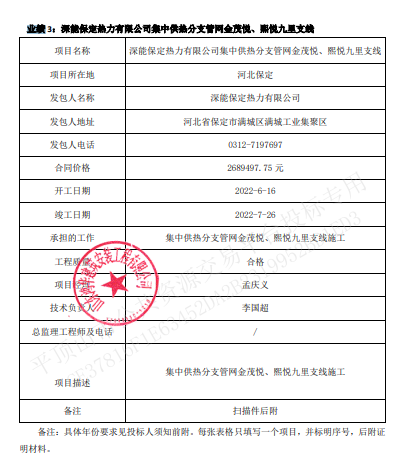 业绩 3：深能保定热力有限公司集中供热分支管网金茂悦、熙悦九里支线
项目名称 深能保定热力有限公司集中供热分支管网金茂悦、熙悦九里支线
项目所在地 河北保定
发包人名称 深能保定热力有限公司
发包人地址 河北省保定市满城区满城工业集聚区
发包人电话 0312-7197697
合同价格 2689497.75 元
开工日期 2022-6-16
竣工日期 2022-7-26
承担的工作 集中供热分支管网金茂悦、熙悦九里支线施工
工程质量 合格
项目经理 孟庆义
技术负责人 李国超
总监理工程师及电话 /
项目描述 集中供热分支管网金茂悦、熙悦九里支线施工
备注 扫描件后附
备注：具体年份要求见投标人须知前附。每张表格只填写一个项目，并标明序号，后附证
明材料。